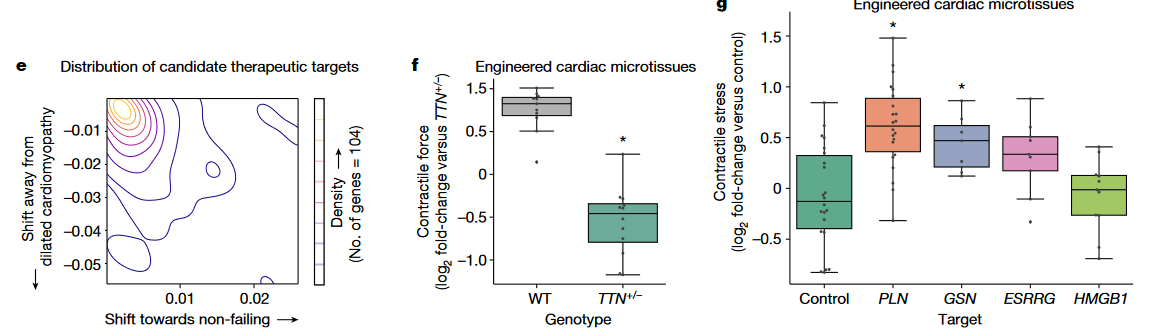 e
Distribution of candidate therapeutic targets
Shift away from
dilated cardiomyopathy
−0.01
−0.02
−0.03
−0.04
−0.05
0.01
0.02
Shift towards non-failing
Density
(No. of genes = 104)
f
Engineered cardiac microtissues
Contractile force
(log2 fold-change versus TTN+/−)
1.5
0.5
0
−0.5
−1.0
*
WT
TTN+/−
Genotype
g
Engineered cardiac microtissues
Contractile stress
(log2 fold-change versus control)
1.5
1.0
0.5
0
−0.5
*
*
Control
PLN
GSN
ESRRG
HMGB1
Target